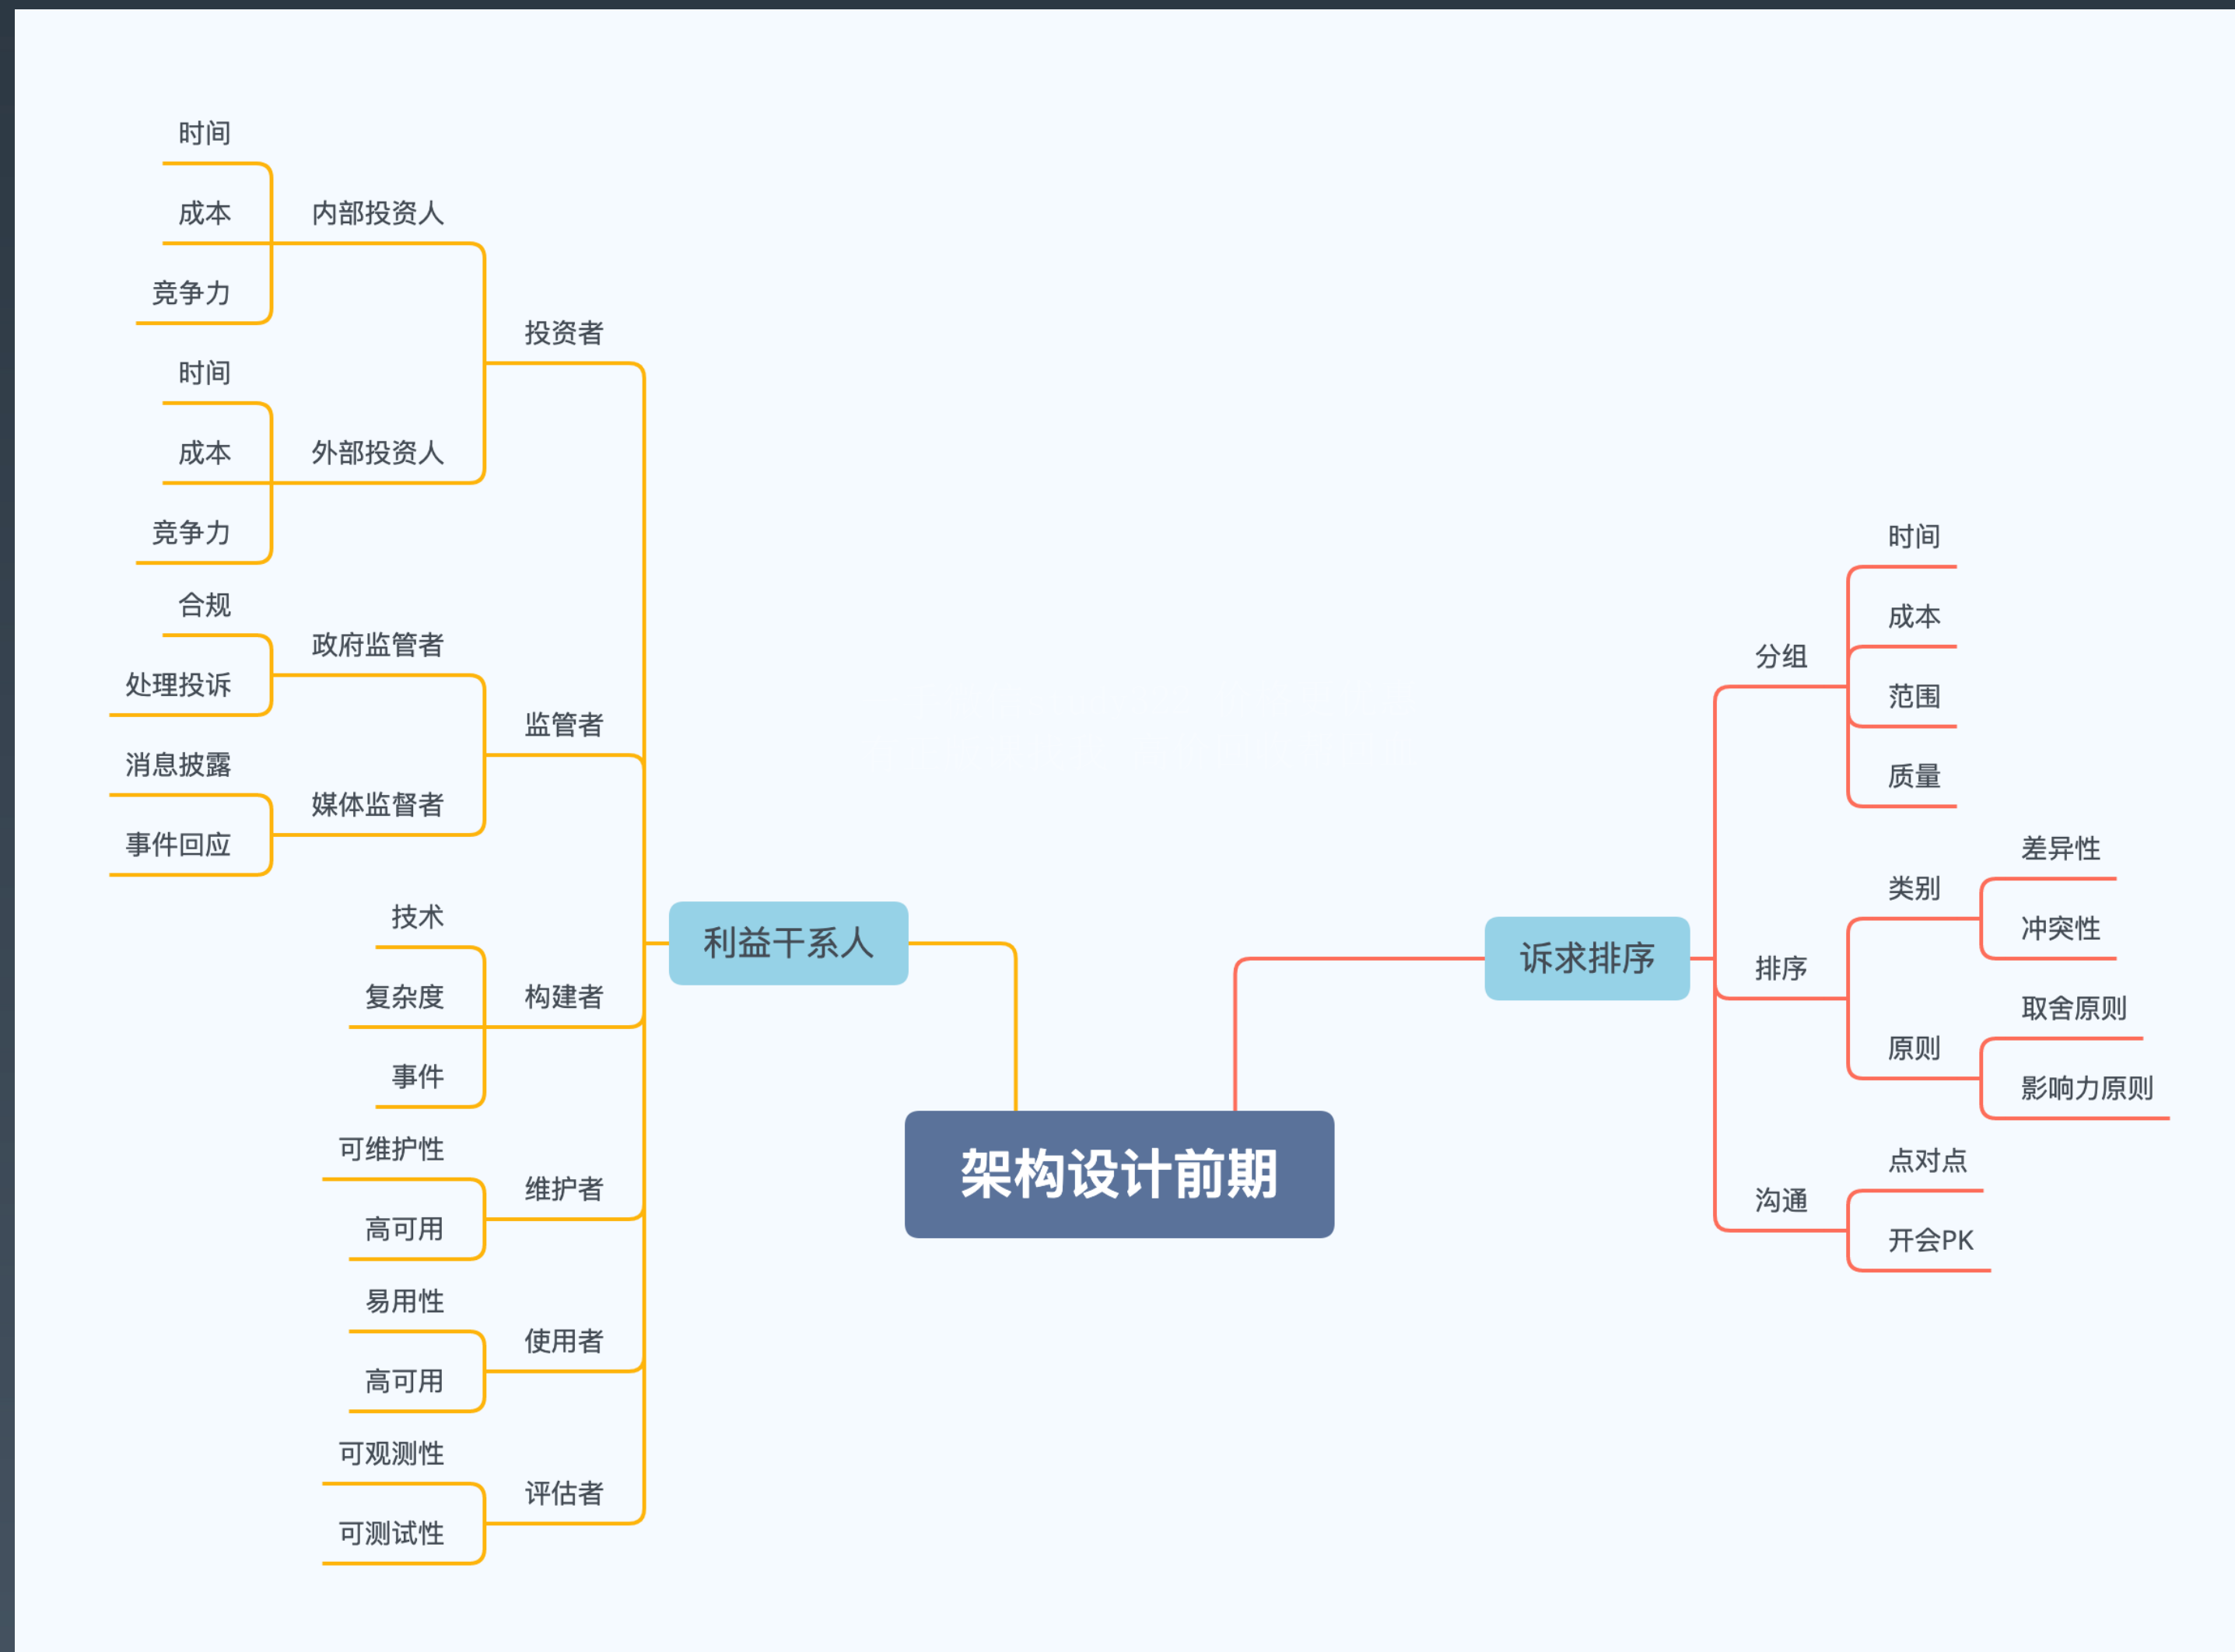 时间
成本
内部投资人
竞争力
投资者
时间
成本
外部投资人
竞争力
合规
政府监管者
处理投诉
监管者
消息披露
媒体监督者
事件回应
技术
复杂度
构建者
事件
可维护性
维护者
高可用
易用性
使用者
高可用
可观测性
评估者
可测试性
利益干系人
架构设计前期
诉求排序
时间
成本
分组
范围
质量
差异性
类别
冲突性
排序
取舍原则
原则
影响力原则
点对点
沟通
开会PK